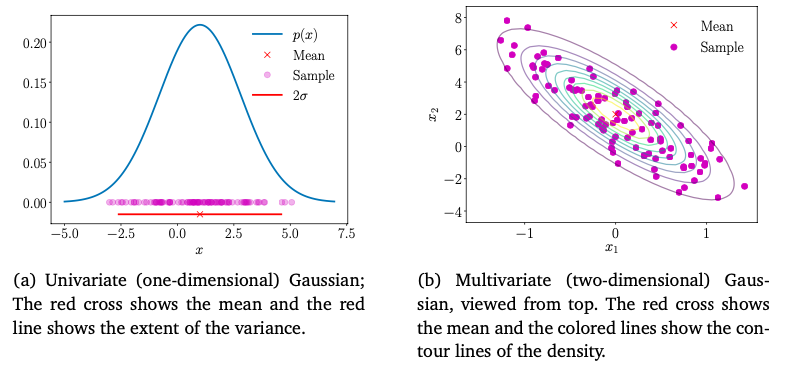 0.20
0.15
0.10
0.05
0.00
−5.0 −2.5 0.0 2.5 5.0 7.5
x
p(x)
Mean
Sample
2σ
(a) Univariate (one-dimensional) Gaussian;
The red cross shows the mean and the red
line shows the extent of the variance.
8
6
4
2
0
−2
−4
x₂
−1 0 1
x₁
Mean
Sample
(b) Multivariate (two-dimensional) Gaus-
sian, viewed from top. The red cross shows
the mean and the colored lines show the con-
tour lines of the density.